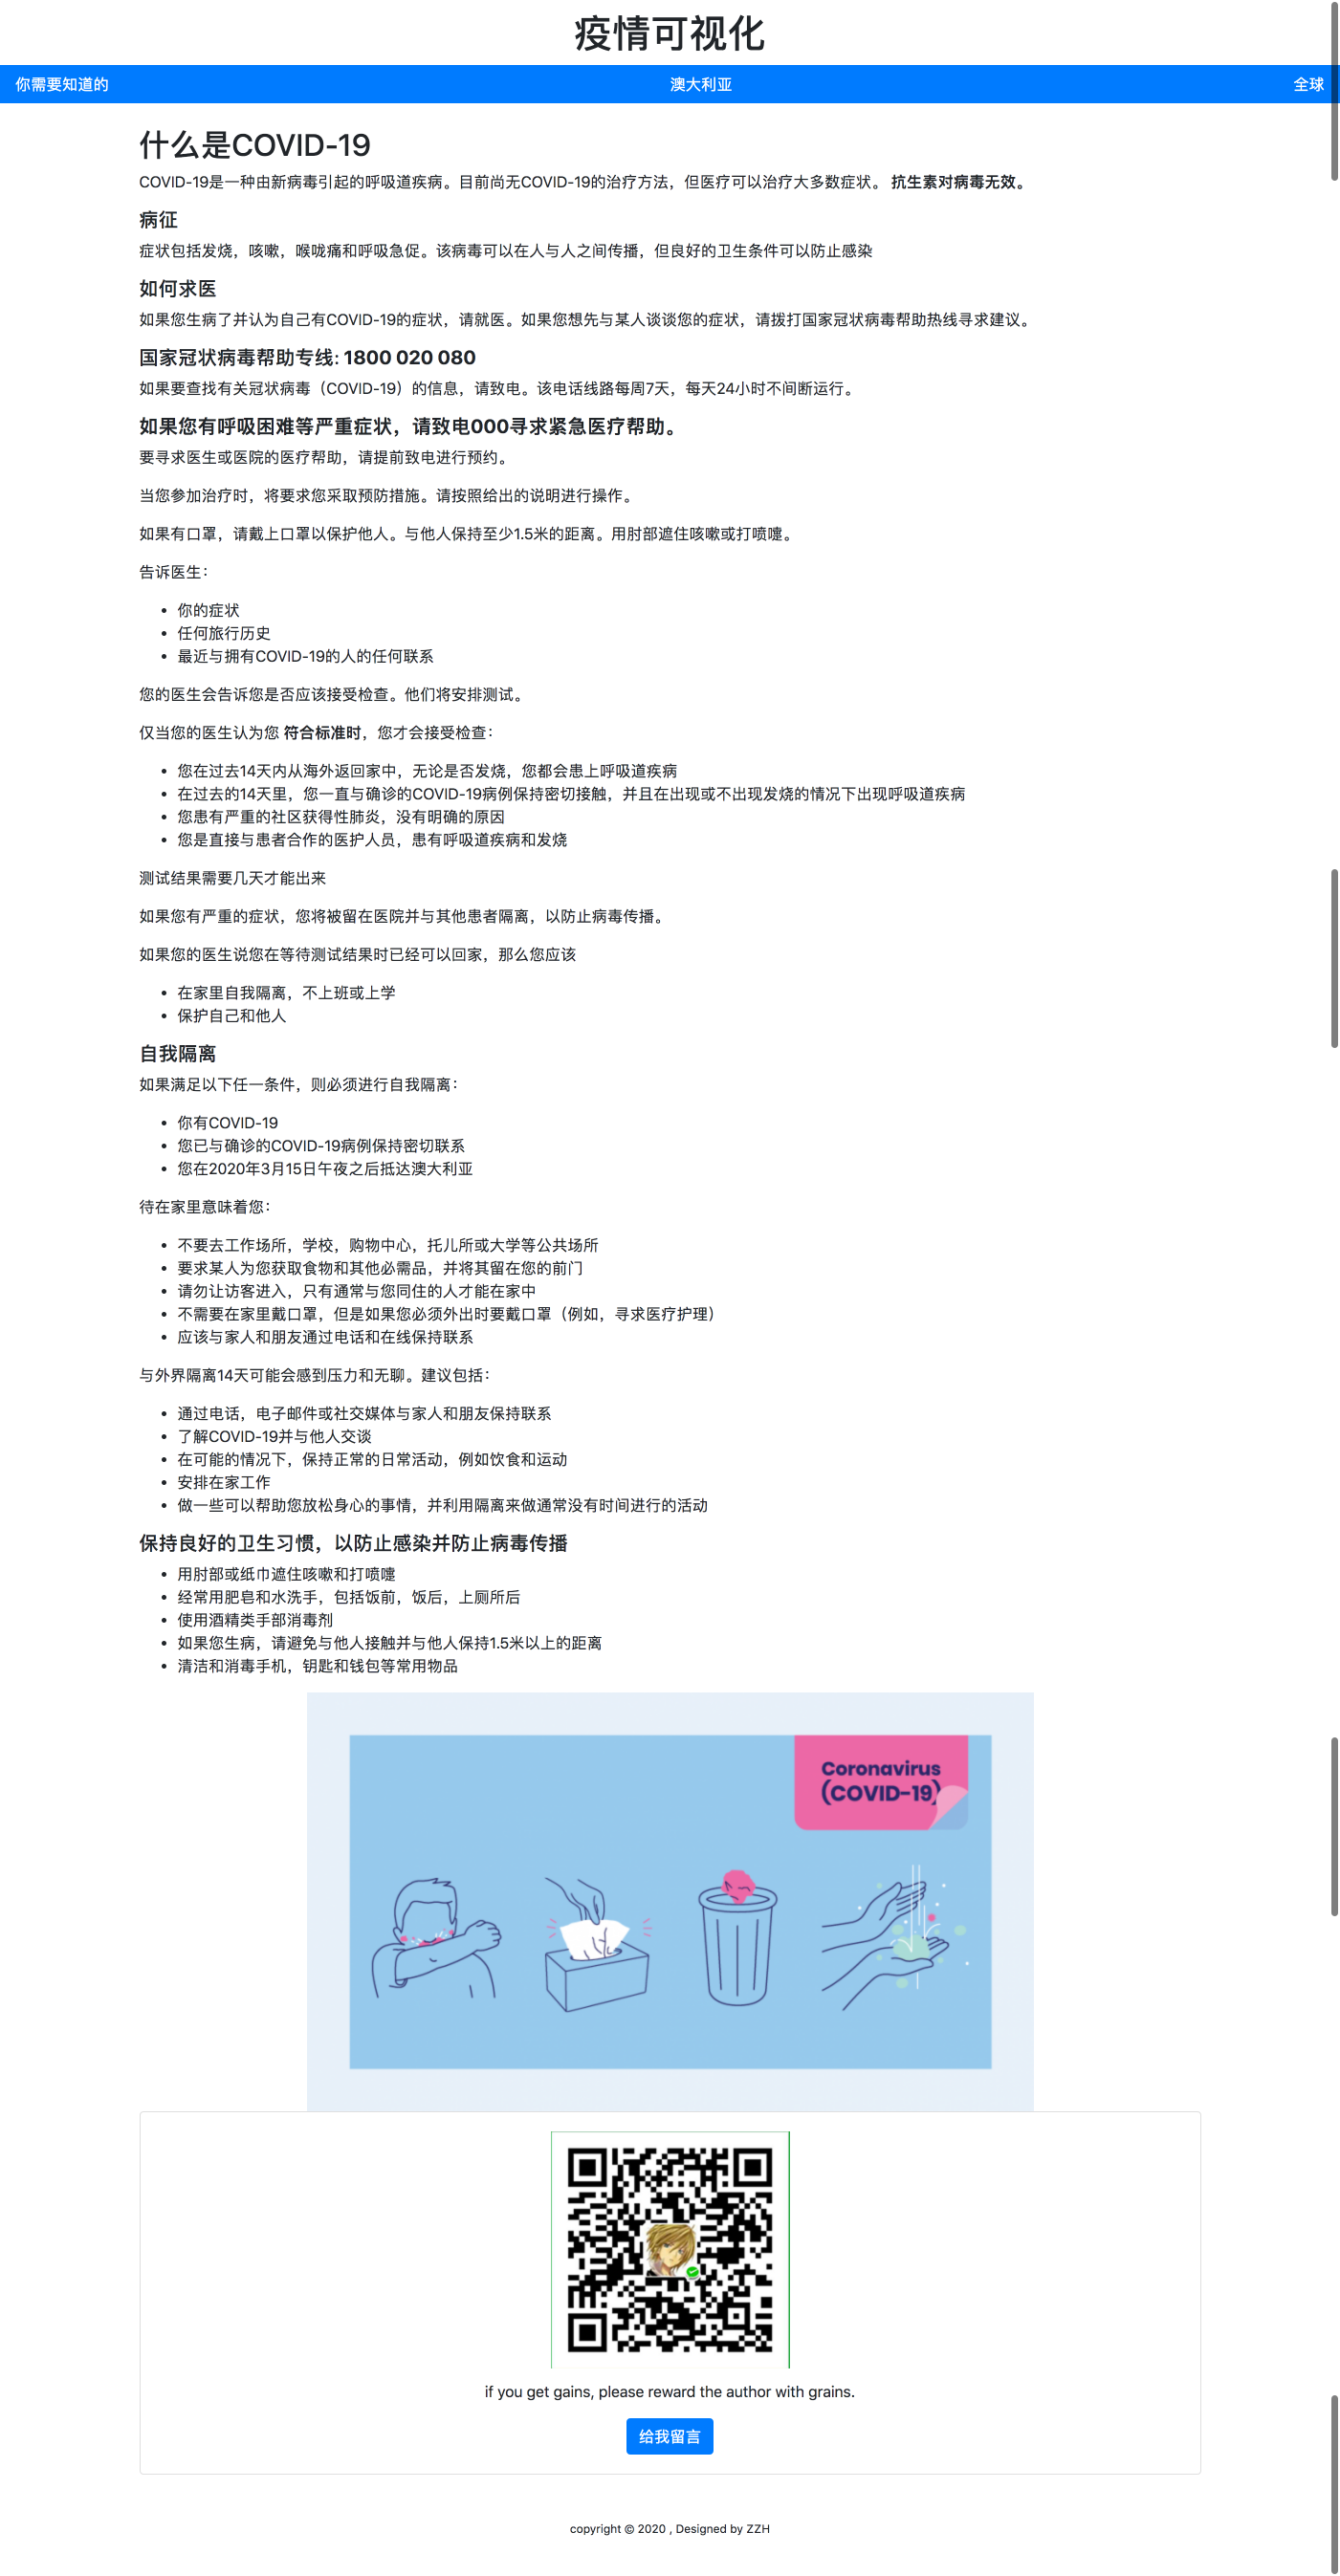 疫情可视化
你需要知道的 澳大利亚 全球
什么是COVID-19
COVID-19是一种由新病毒引起的呼吸道疾病。目前尚无COVID-19的治疗方法，但医疗可以治疗大多数症状。 抗生素对病毒无效。
病征
症状包括发烧，咳嗽，喉咙痛和呼吸急促。该病毒可以在人与人之间传播，但良好的卫生条件可以防止感染
如何求医
如果您生病了并认为自己有COVID-19的症状，请就医。如果您想先与某人谈谈您的症状，请拨打国家冠状病毒帮助热线寻求建议。
国家冠状病毒帮助专线: 1800 020 080
如果要查找有关冠状病毒（COVID-19）的信息，请致电。该电话线路每周7天，每天24小时不间断运行。
如果您有呼吸困难等严重症状，请致电000寻求紧急医疗帮助。
要寻求医生或医院的医疗帮助，请提前致电进行预约。
当您参加治疗时，将要求您采取预防措施。请按照给出的说明进行操作。
如果有口罩，请戴上口罩以保护他人。与他人保持至少1.5米的距离。用肘部遮住咳嗽或打喷嚏。
告诉医生：
• 你的症状
• 任何旅行历史
• 最近与拥有COVID-19的人的任何联系
您的医生会告诉您是否应该接受检查。他们将安排测试。
仅当您的医生认为您 符合标准时，您才会接受检查：
• 您在过去14天内从海外返回家中，无论是否发烧，您都会患上呼吸道疾病
• 在过去的14天里，您一直与确诊的COVID-19病例保持密切接触，并且在出现或不出现发烧的情况下出现呼吸道疾病
• 您患有严重的社区获得性肺炎，没有明确的原因
• 您是直接与患者合作的医护人员，患有呼吸道疾病和发烧
测试结果需要几天才能出来
如果您有严重的症状，您将被留在医院并与其他患者隔离，以防止病毒传播。
如果您的医生说您在等待测试结果时已经可以回家，那么您应该
• 在家里自我隔离，不上班或上学
• 保护自己和他人
自我隔离
如果满足以下任一条件，则必须进行自我隔离：
• 你有COVID-19
• 您已与确诊的COVID-19病例保持密切联系
• 您在2020年3月15日午夜之后抵达澳大利亚
待在家里意味着您：
• 不要去工作场所，学校，购物中心，托儿所或大学等公共场所
• 要求某人为您获取食物和其他必需品，并将其留在您的前门
• 请勿让访客进入，只有通常与您同住的人才能在家中
• 不需要在家里戴口罩，但是如果您必须外出时要戴口罩（例如，寻求医疗护理）
• 应该与家人和朋友通过电话和在线保持联系
与外界隔离14天可能会感到压力和无聊。建议包括：
• 通过电话，电子邮件或社交媒体与家人和朋友保持联系
• 了解COVID-19并与他人交谈
• 在可能的情况下，保持正常的日常活动，例如饮食和运动
• 安排在家工作
• 做一些可以帮助您放松身心的事情，并利用隔离来做通常没有时间进行的活动
保持良好的卫生习惯，以防止感染并防止病毒传播
• 用肘部或纸巾遮住咳嗽和打喷嚏
• 经常用肥皂和水洗手，包括饭前，饭后，上厕所后
• 使用酒精类手部消毒剂
• 如果您生病，请避免与他人接触并与他人保持1.5米以上的距离
• 清洁和消毒手机，钥匙和钱包等常用物品
Coronavirus
(COVID-19)
if you get gains, please reward the author with grains.
给我留言
copyright © 2020 , Designed by ZZH